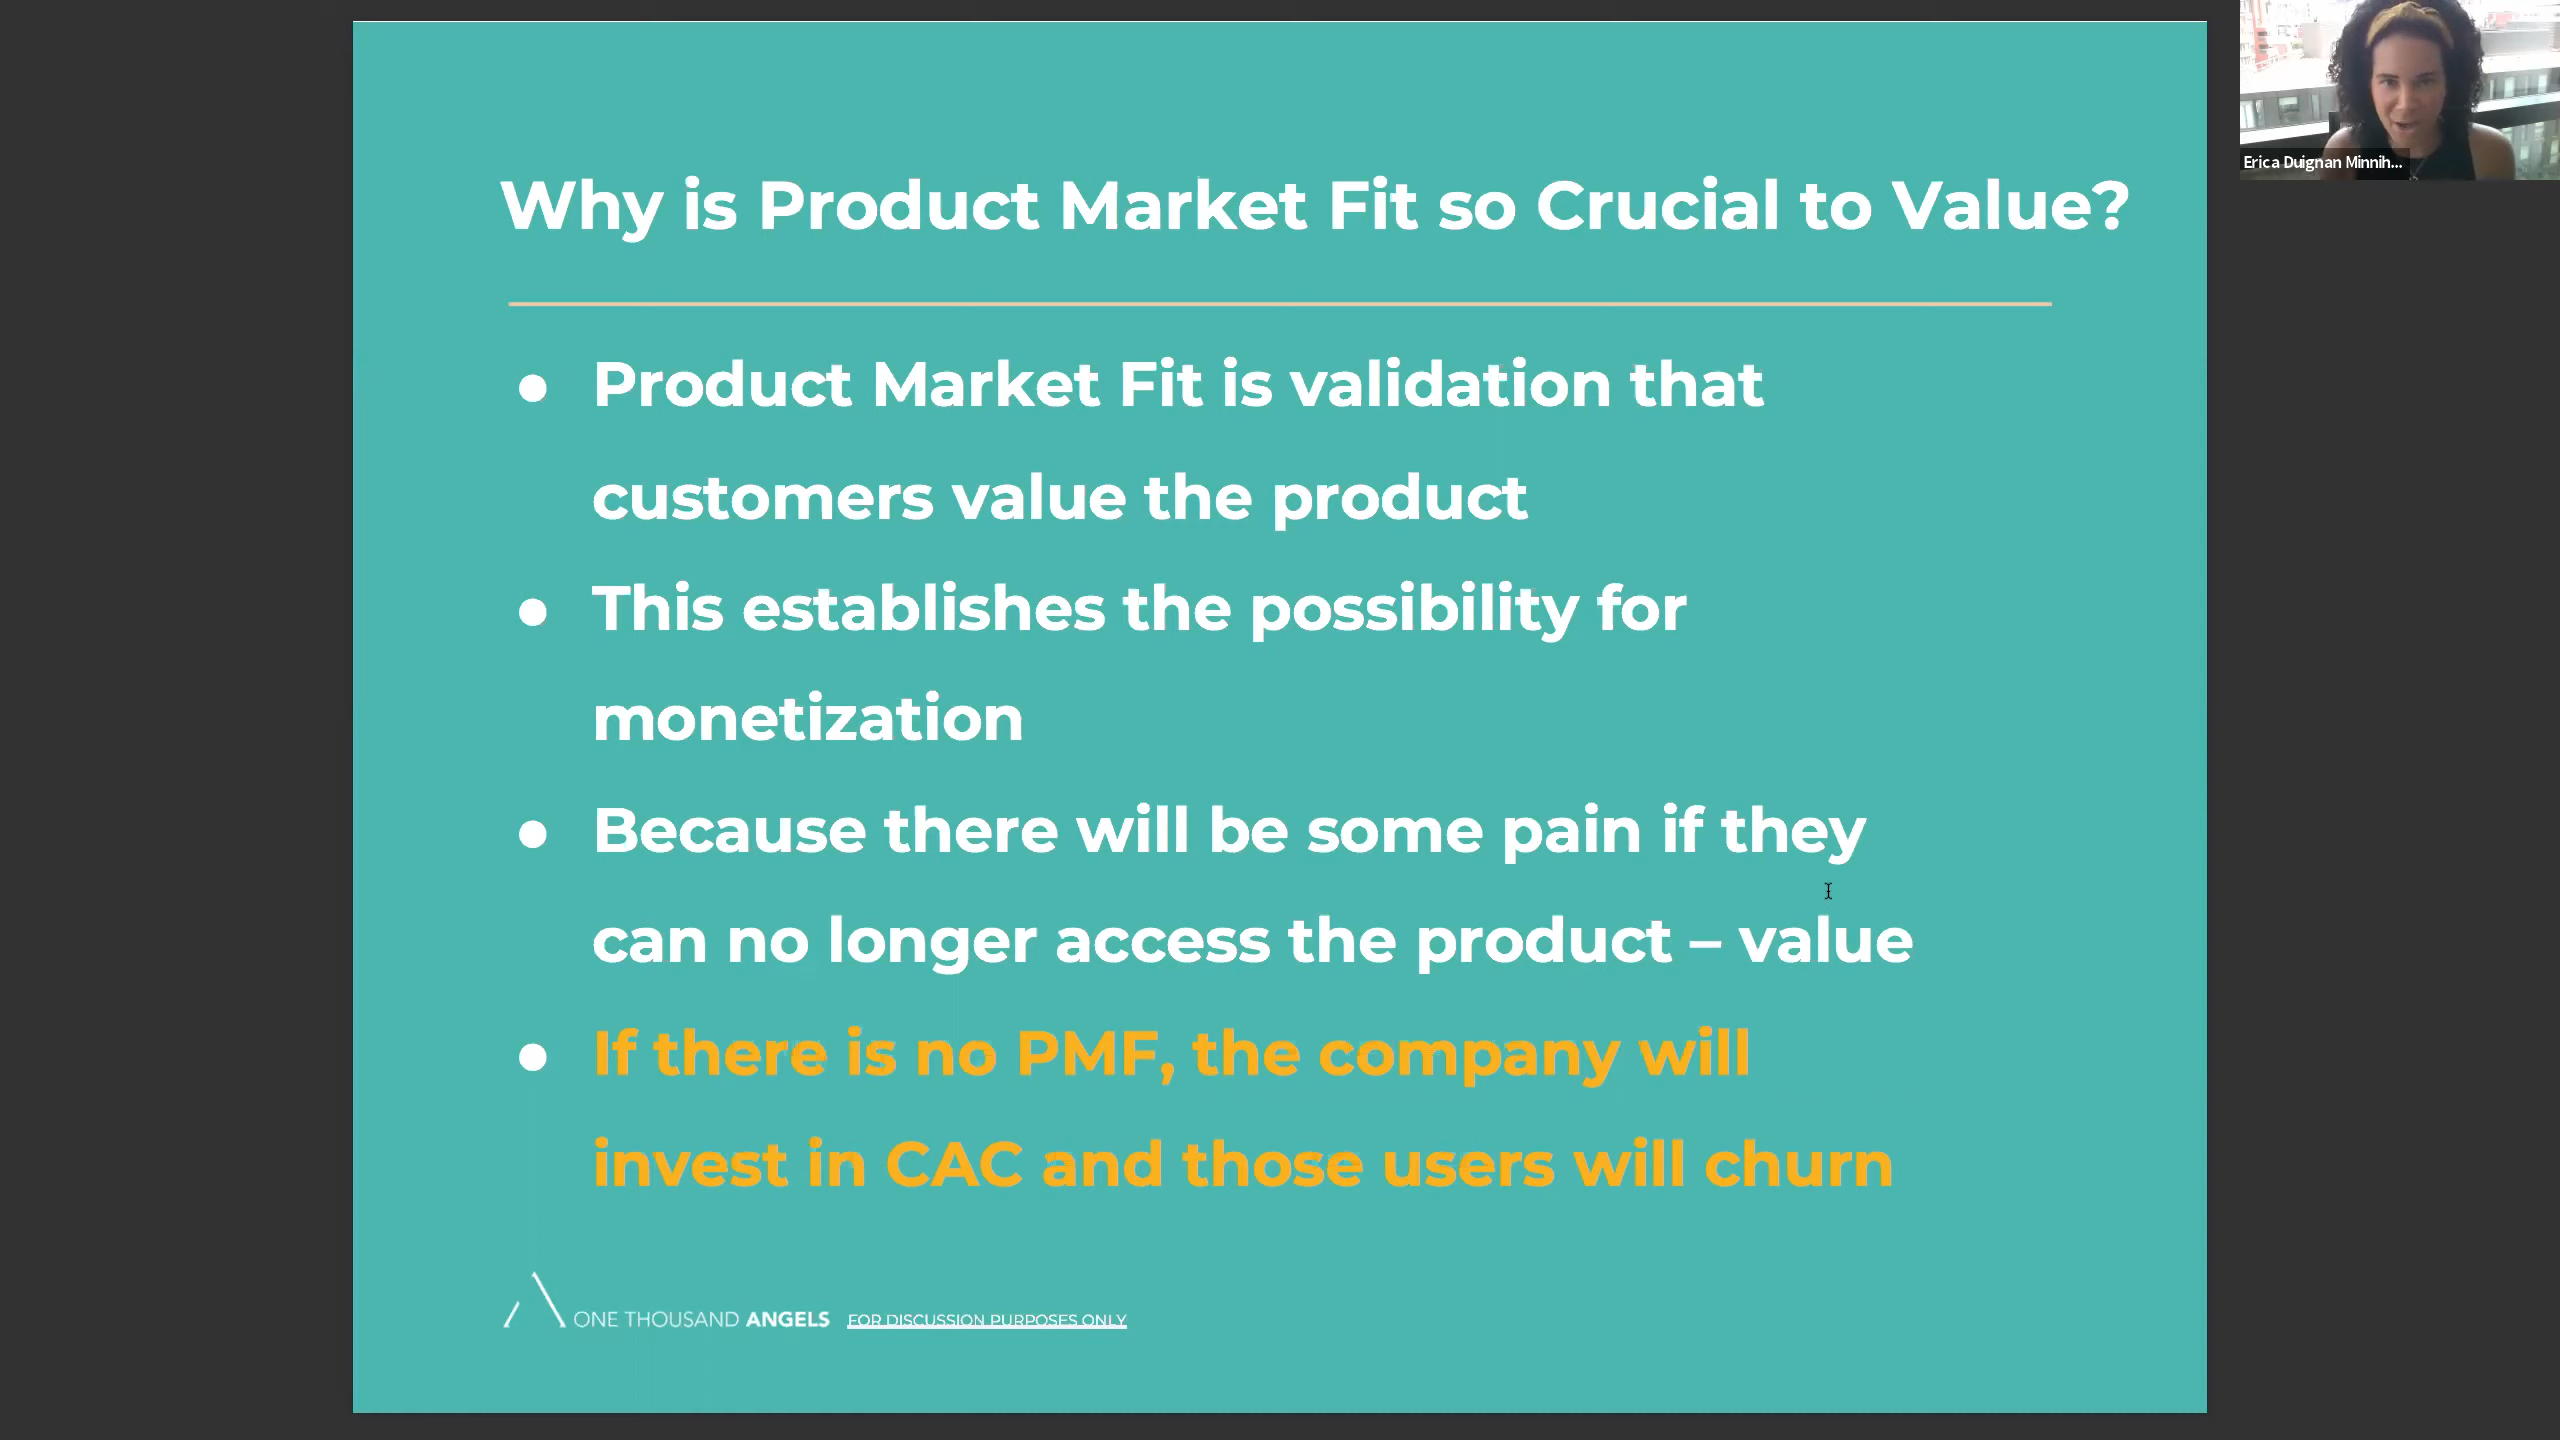 Why is Product Market Fit so Crucial to Value?
Erica Duignan Minnih...
● Product Market Fit is validation that
customers value the product
● This establishes the possibility for
monetization
● Because there will be some pain if they
can no longer access the product – value
● If there is no PMF, the company will
invest in CAC and those users will churn
ONE THOUSAND ANGELS FOR DISCUSSION PURPOSES ONLY